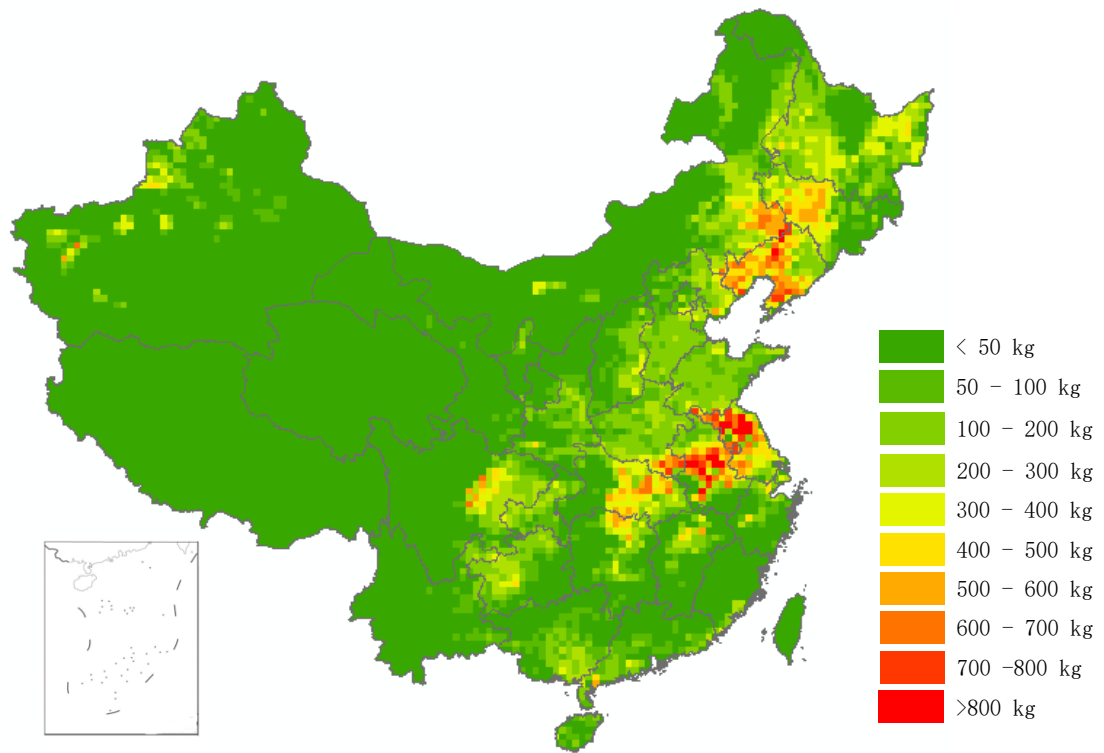 < 50 kg
50 - 100 kg
100 - 200 kg
200 - 300 kg
300 - 400 kg
400 - 500 kg
500 - 600 kg
600 - 700 kg
700 -800 kg
>800 kg